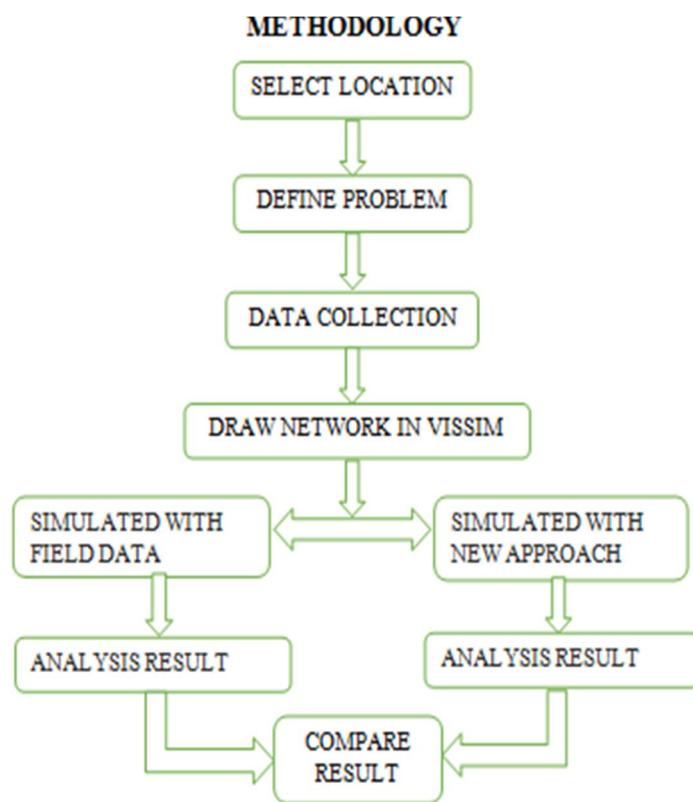 METHODOLOGY
SELECT LOCATION
DEFINE PROBLEM
DATA COLLECTION
DRAW NETWORK IN VISSIM
SIMULATED WITH
FIELD DATA
SIMULATED WITH
NEW APPROACH
ANALYSIS RESULT
ANALYSIS RESULT
COMPARE
RESULT